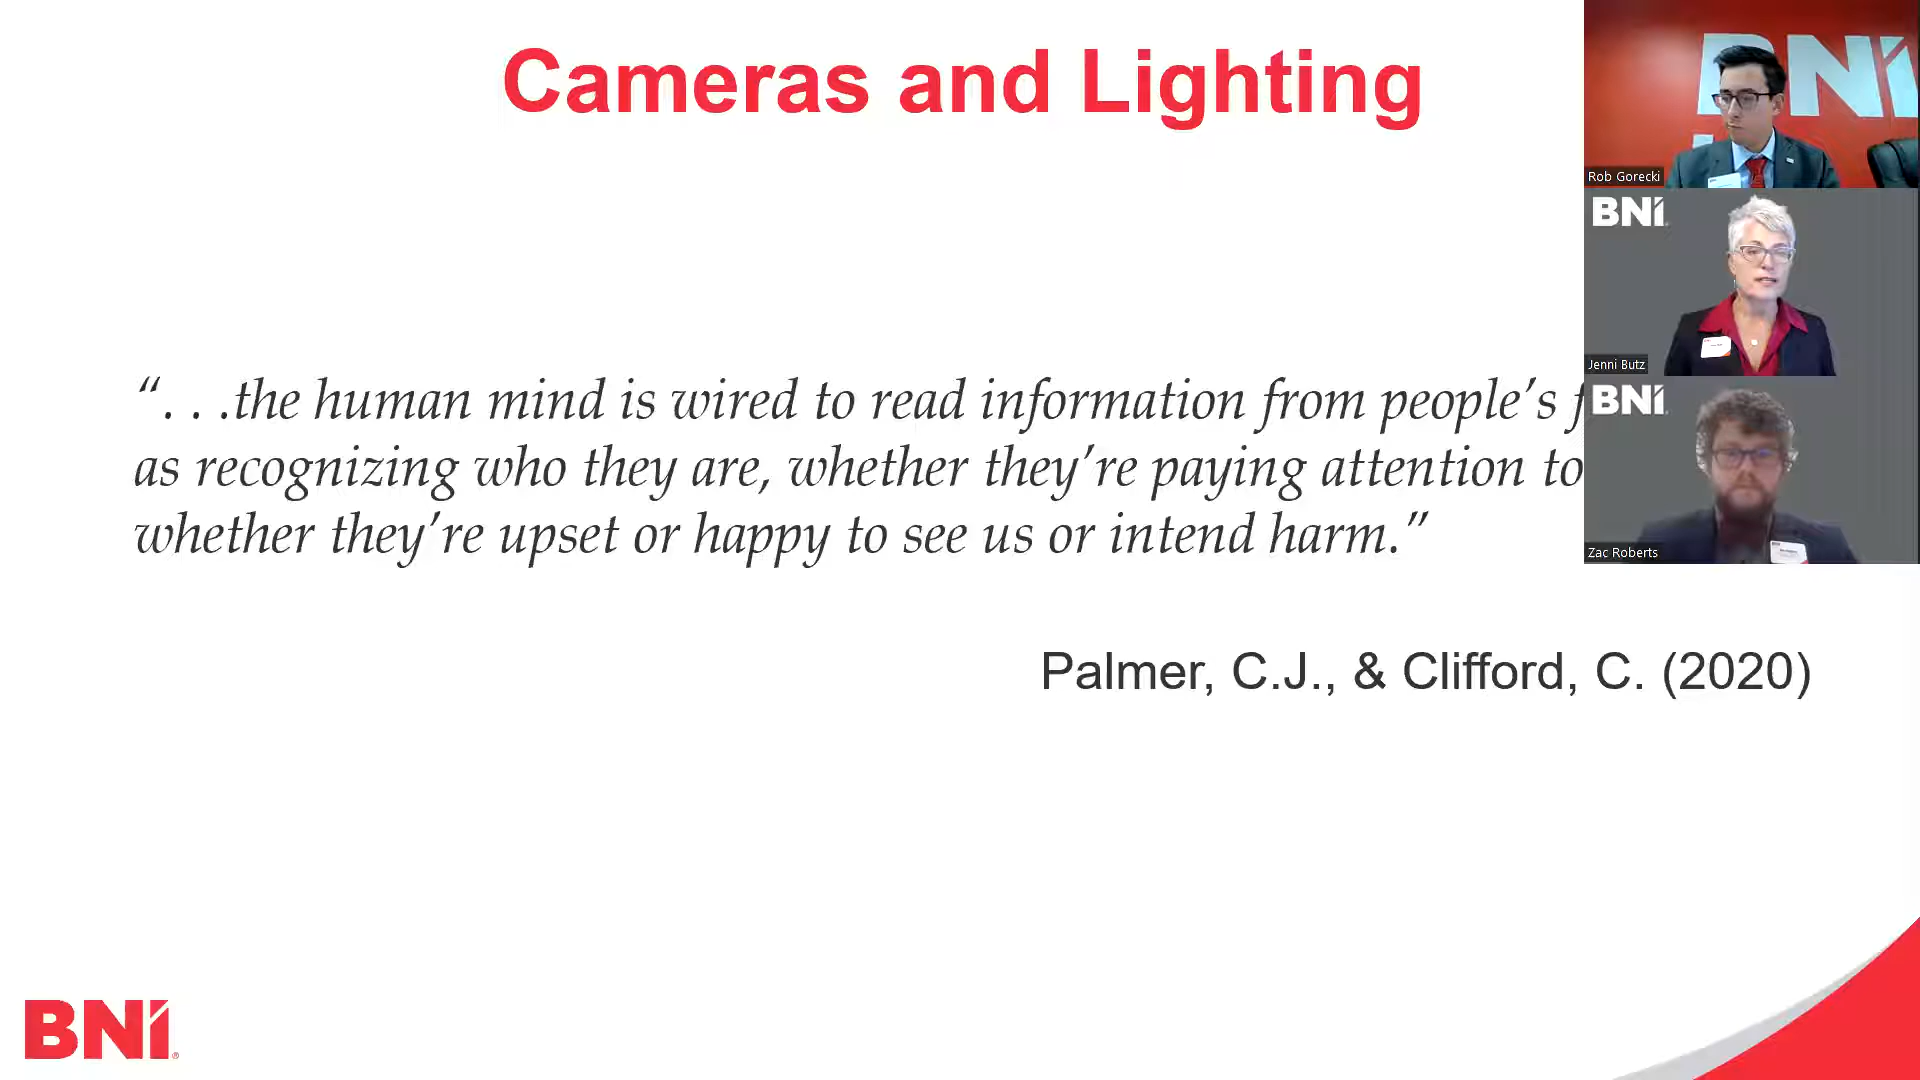 Cameras and Lighting
“. . .the human mind is wired to read information from people’s
as recognizing who they are, whether they’re paying attention to
whether they’re upset or happy to see us or intend harm.”
Palmer, C.J., & Clifford, C. (2020)
BNI
Rob Gorecki
BNI
Jenni Butz
BNI
Zac Roberts
BNI